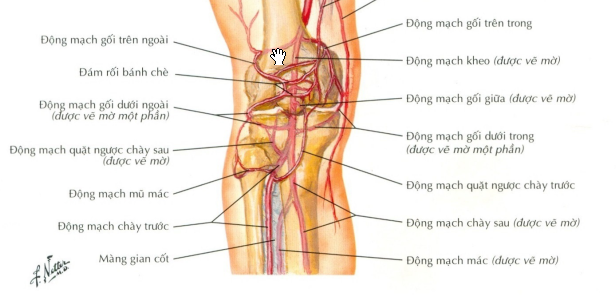 Động mạch gối trên ngoài
Đám rối bánh chè
Động mạch gối dưới ngoài
(được vẽ mờ một phần)
Động mạch quặt ngược chày sau
(được vẽ mờ)
Động mạch mũ mác
Động mạch chày trước
Màng gian cốt
Động mạch gối trên trong
Động mạch kheo (được vẽ mờ)
Động mạch gối giữa (được vẽ mờ)
Động mạch gối dưới trong
(được vẽ mờ một phần)
Động mạch quặt ngược chày trước
Động mạch chày sau (được vẽ mờ)
Động mạch mác (được vẽ mờ)
F. Netter
M.D.